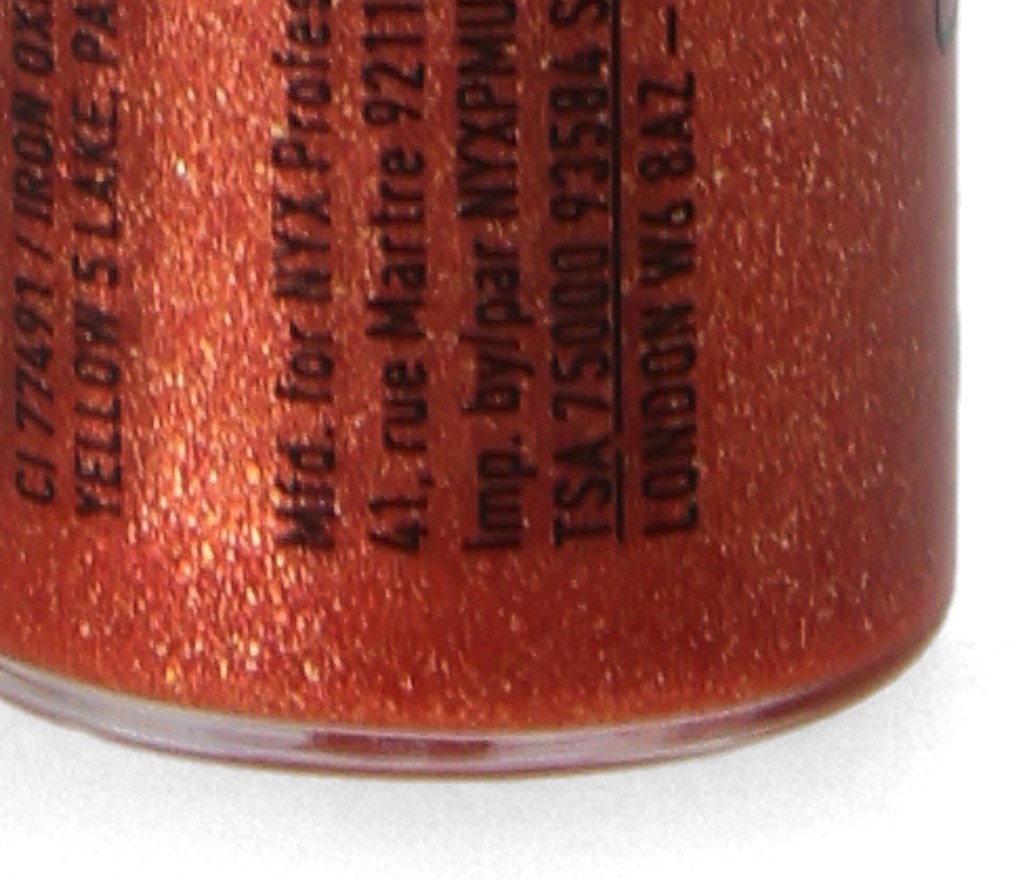 CI 77491 / IRON OX
YELLOW 5 LAKE, PA
Mfd. for NYX Profes
41, rue Martre 9211
Imp. by/par NYXPMU
TSA 75000 93584 S
LONDON W6 8AZ –